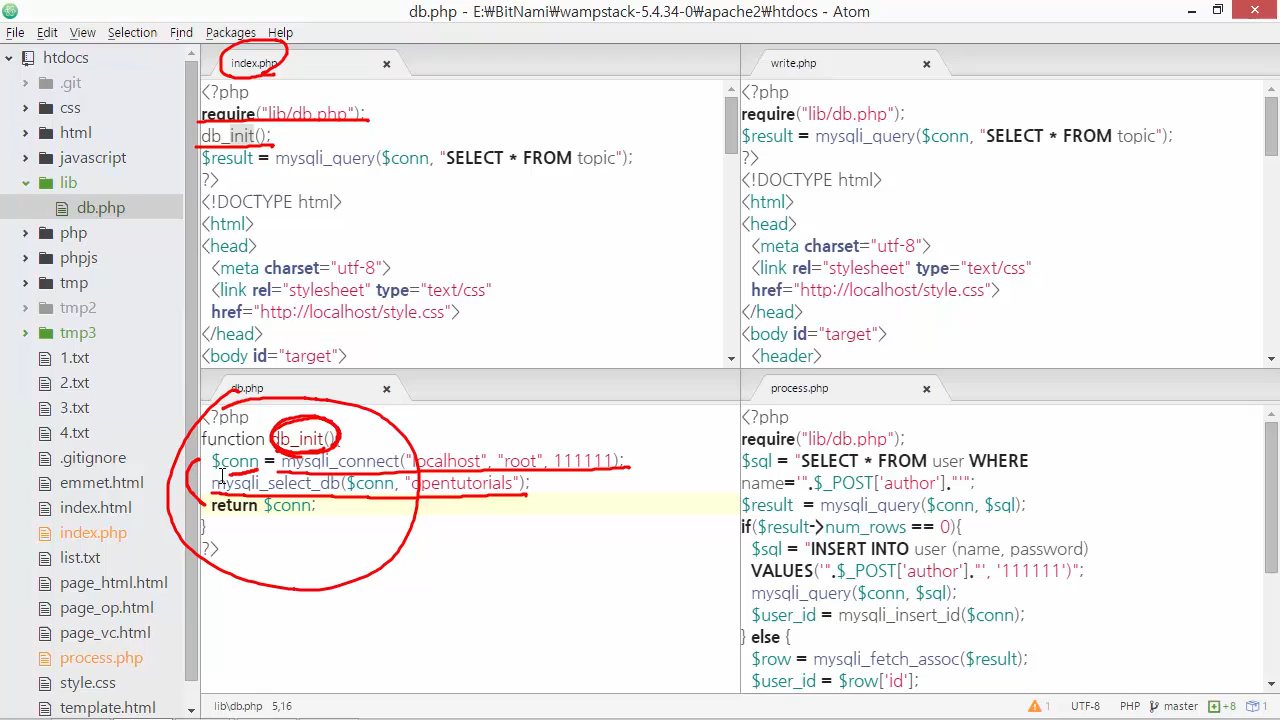 db.php - E:₩BitNami₩wampstack-5.4.34-0₩apache2₩htdocs - Atom
File Edit View Selection Find Packages Help
htdocs
.git
css
html
javascript
lib
db.php
php
phpjs
tmp
tmp2
tmp3
1.txt
2.txt
3.txt
4.txt
.gitignore
emmet.html
index.html
index.php
list.txt
page_html.html
page_op.html
page_vc.html
process.php
style.css
template.html
index.php
<?php
require("lib/db.php");
db_init();
$result = mysqli_query($conn, "SELECT * FROM topic");
?>
<!DOCTYPE html>
<html>
<head>
<meta charset="utf-8">
<link rel="stylesheet" type="text/css"
href="http://localhost/style.css">
</head>
<body id="target">
write.php
<?php
require("lib/db.php");
$result = mysqli_query($conn, "SELECT * FROM topic");
?>
<!DOCTYPE html>
<html>
<head>
<meta charset="utf-8">
<link rel="stylesheet" type="text/css"
href="http://localhost/style.css">
</head>
<body id="target">
<header>
db.php
<?php
function db_init(){
$conn = mysqli_connect("localhost", "root", 111111);
mysqli_select_db($conn, "opentutorials");
return $conn;
}
?>
process.php
<?php
require("lib/db.php");
$sql = "SELECT * FROM user WHERE
name='".$_POST['author']."'";
$result = mysqli_query($conn, $sql);
if($result->num_rows == 0){
$sql = "INSERT INTO user (name, password)
VALUES('".$_POST['author']."', '111111')";
mysqli_query($conn, $sql);
$user_id = mysqli_insert_id($conn);
} else {
$row = mysqli_fetch_assoc($result);
$user_id = $row['id'];
lib\db.php 5,16
1 UTF-8 PHP master +8 1